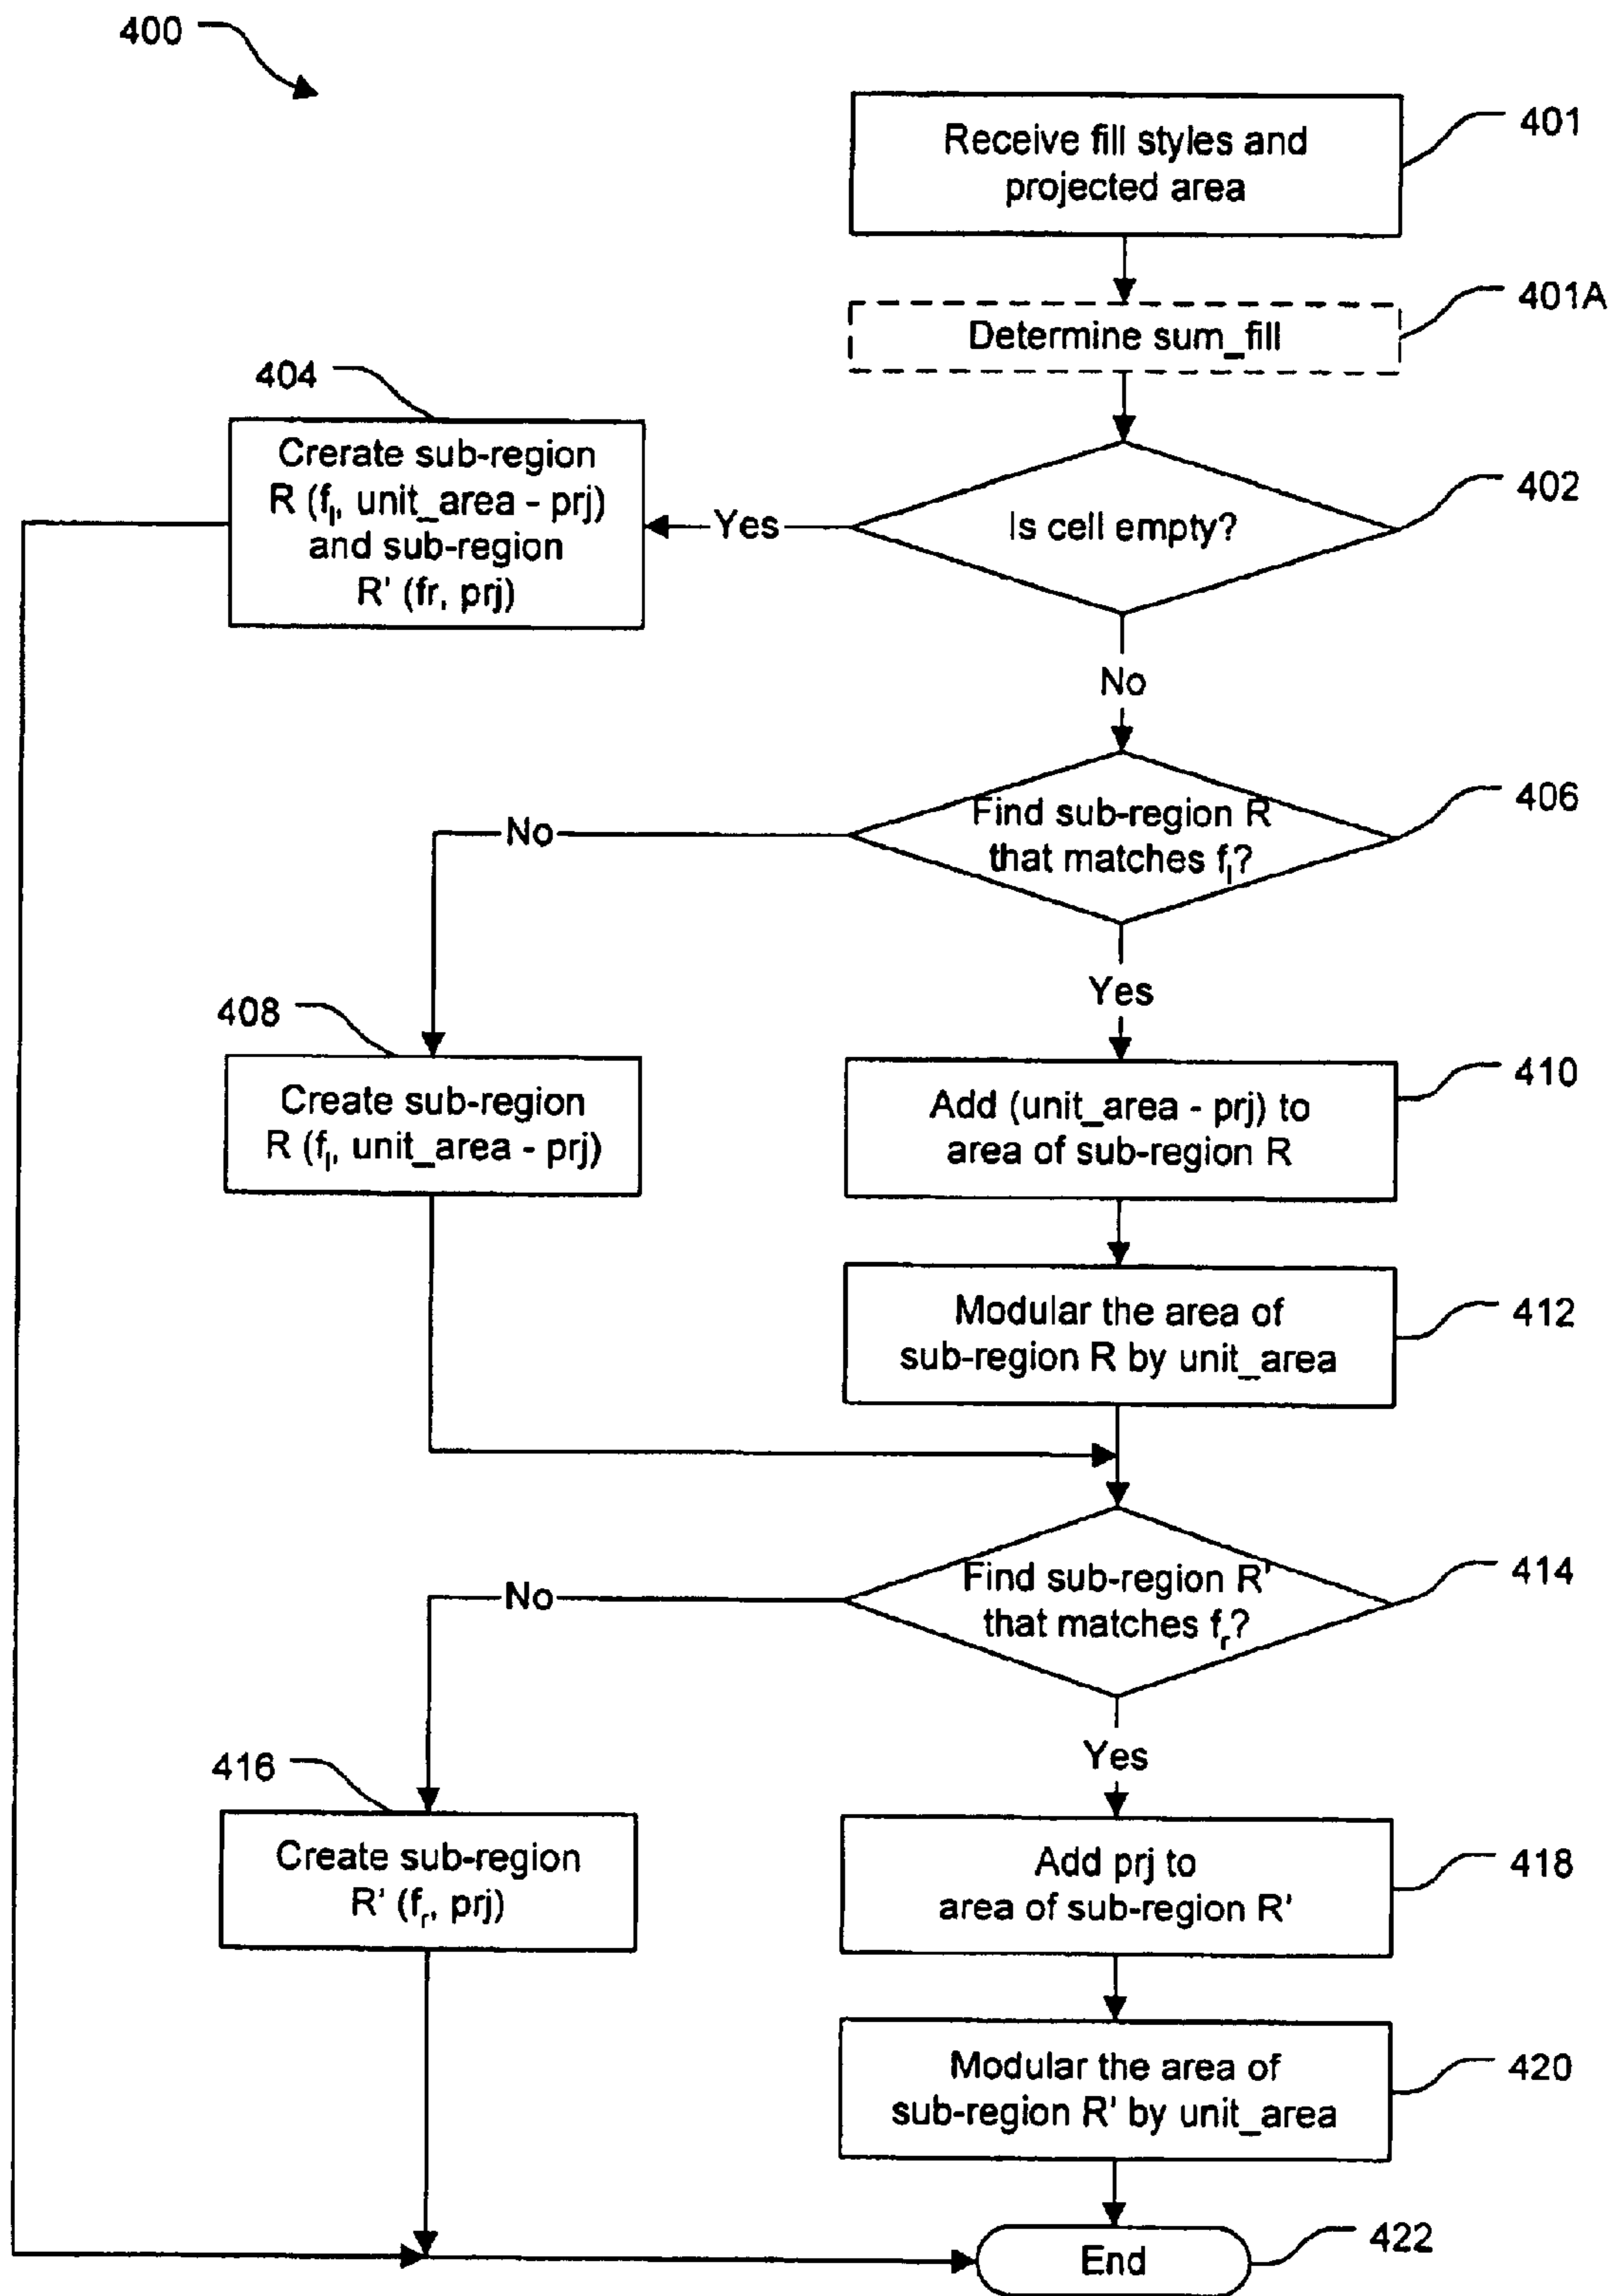 400
Receive fill styles and
projected area
401
401A
Determine sum_fill
404
Crerate sub-region
R (fl, unit_area - prj)
and sub-region
R' (fr, prj)
Yes
Is cell empty?
402
No
Find sub-region R
that matches fl?
406
No
Yes
408
Create sub-region
R (fl, unit_area - prj)
Add (unit_area - prj) to
area of sub-region R
410
Modular the area of
sub-region R by unit_area
412
Find sub-region R'
that matches fr?
414
No
Yes
416
Create sub-region
R' (fr, prj)
Add prj to
area of sub-region R'
418
Modular the area of
sub-region R' by unit_area
420
End
422